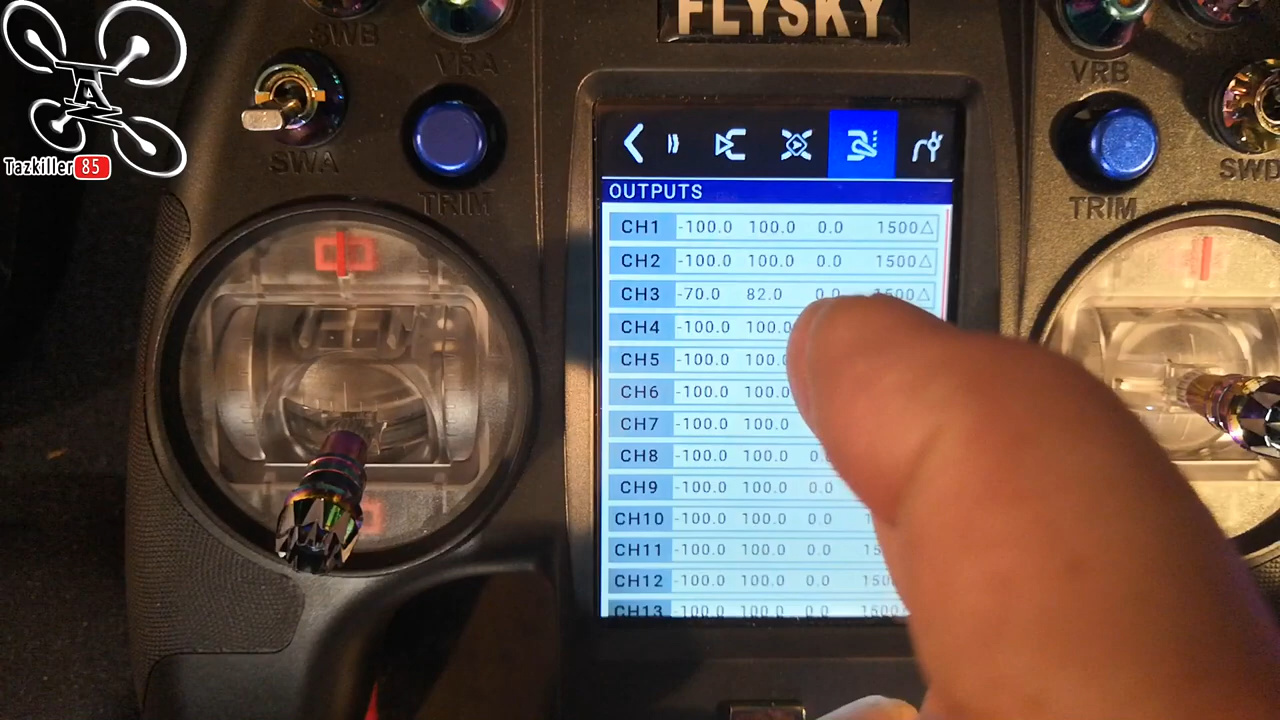 FLYSKY
SWB
VRA
VRB
SWA
TRIM
TRIM
SWD
TAZ
Tazkiller 85
OUTPUTS
CH1 -100.0 100.0 0.0 1500△
CH2 -100.0 100.0 0.0 1500△
CH3 -70.0 82.0 0.0 1500△
CH4 -100.0 100.0
CH5 -100.0 100.0
CH6 -100.0 100.0
CH7 -100.0 100.0
CH8 -100.0 100.0
CH9 -100.0 100.0 0.0
CH10 -100.0 100.0 0.0
CH11 -100.0 100.0 0.0
CH12 -100.0 100.0 0.0
CH13 -100.0 100.0 0.0 1500